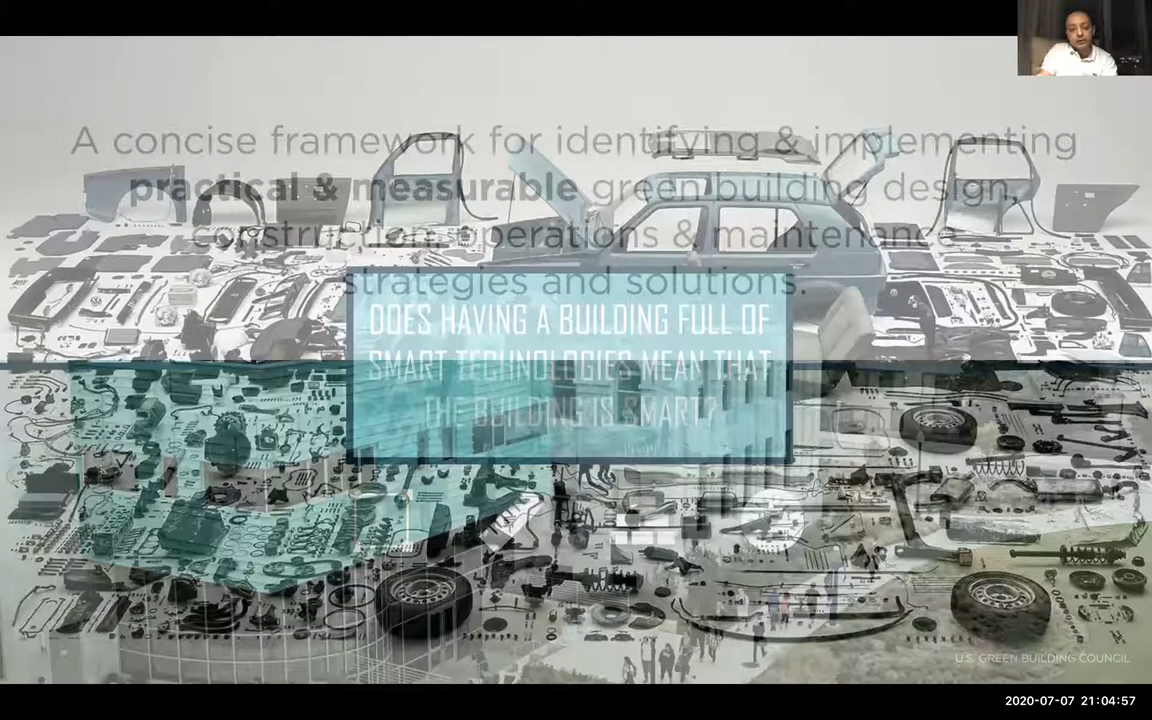 A concise framework for identifying & implementing
practical & measurable green building design,
construction, operations & maintenance
strategies and solutions.
DOES HAVING A BUILDING FULL OF
SMART TECHNOLOGIES MEAN THAT
THE BUILDING IS SMART?
U.S. GREEN BUILDING COUNCIL
2020-07-07 21:04:57